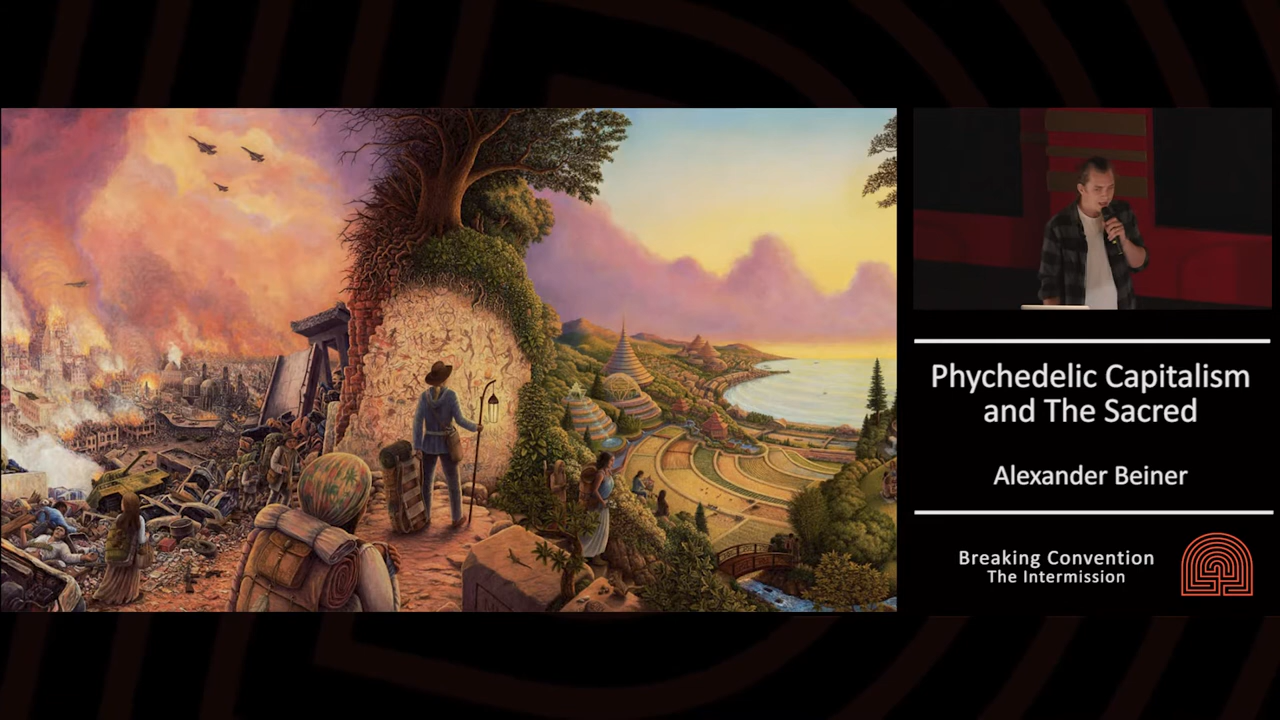 Phychedelic Capitalism
and The Sacred
Alexander Beiner
Breaking Convention
The Intermission